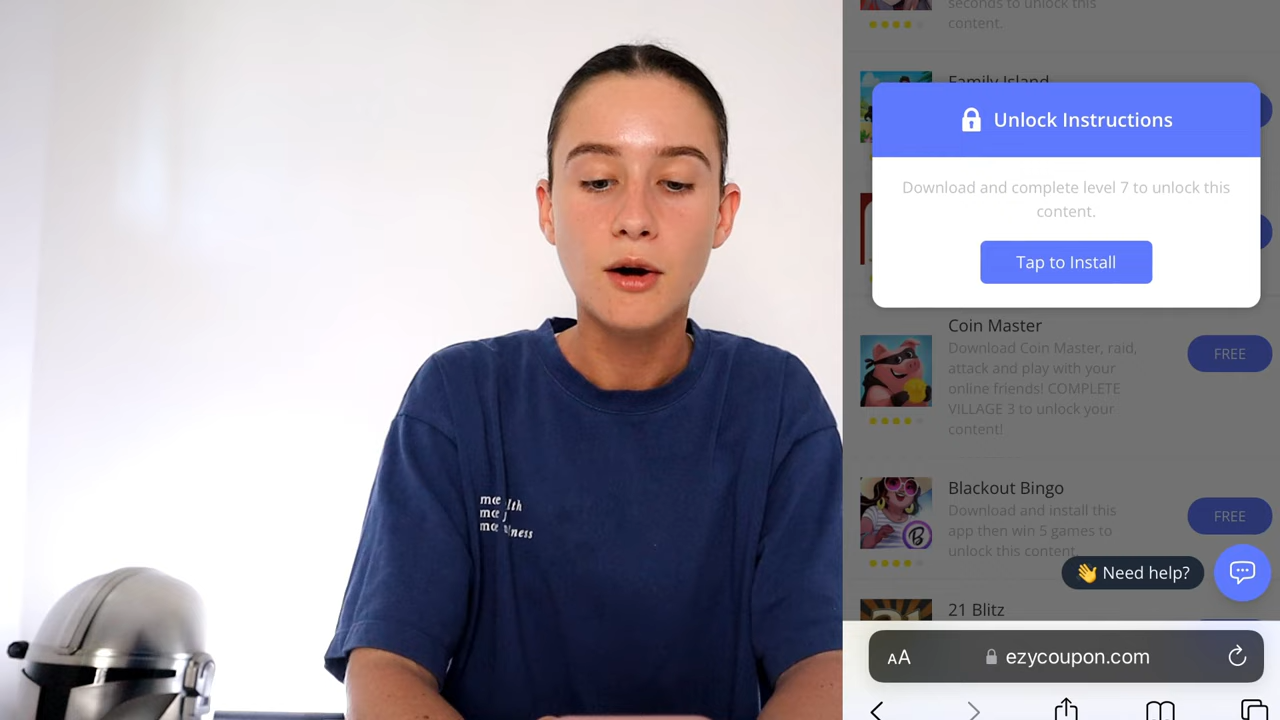 seconds to unlock this
content.
Family Island
Unlock Instructions
Download and complete level 7 to unlock this
content.
Tap to Install
Coin Master
Download Coin Master, raid,
attack and play with your
online friends! COMPLETE
VILLAGE 3 to unlock your
content!
FREE
Blackout Bingo
Download and install this
app then win 5 games to
unlock this content.
FREE
B
👋 Need help?
21 Blitz
21
AA
ezycoupon.com